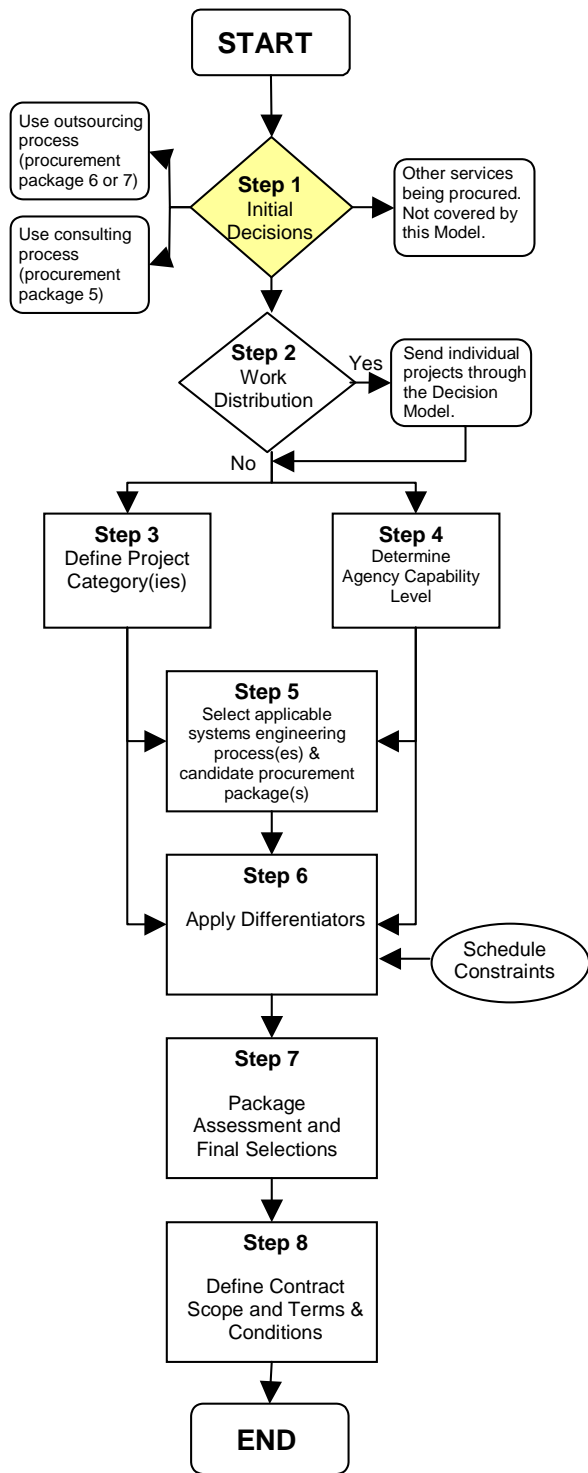 START
Use outsourcing
process
(procurement
package 6 or 7)
Step 1
Initial
Decisions
Other services
being procured.
Not covered by
this Model.
Use consulting
process
(procurement
package 5)
Step 2
Work
Distribution
Yes
Send individual
projects through
the Decision
Model.
No
Step 3
Define Project
Category(ies)
Step 4
Determine
Agency Capability
Level
Step 5
Select applicable
systems engineering
process(es) &
candidate procurement
package(s)
Step 6
Apply Differentiators
Schedule
Constraints
Step 7
Package
Assessment and
Final Selections
Step 8
Define Contract
Scope and Terms &
Conditions
END